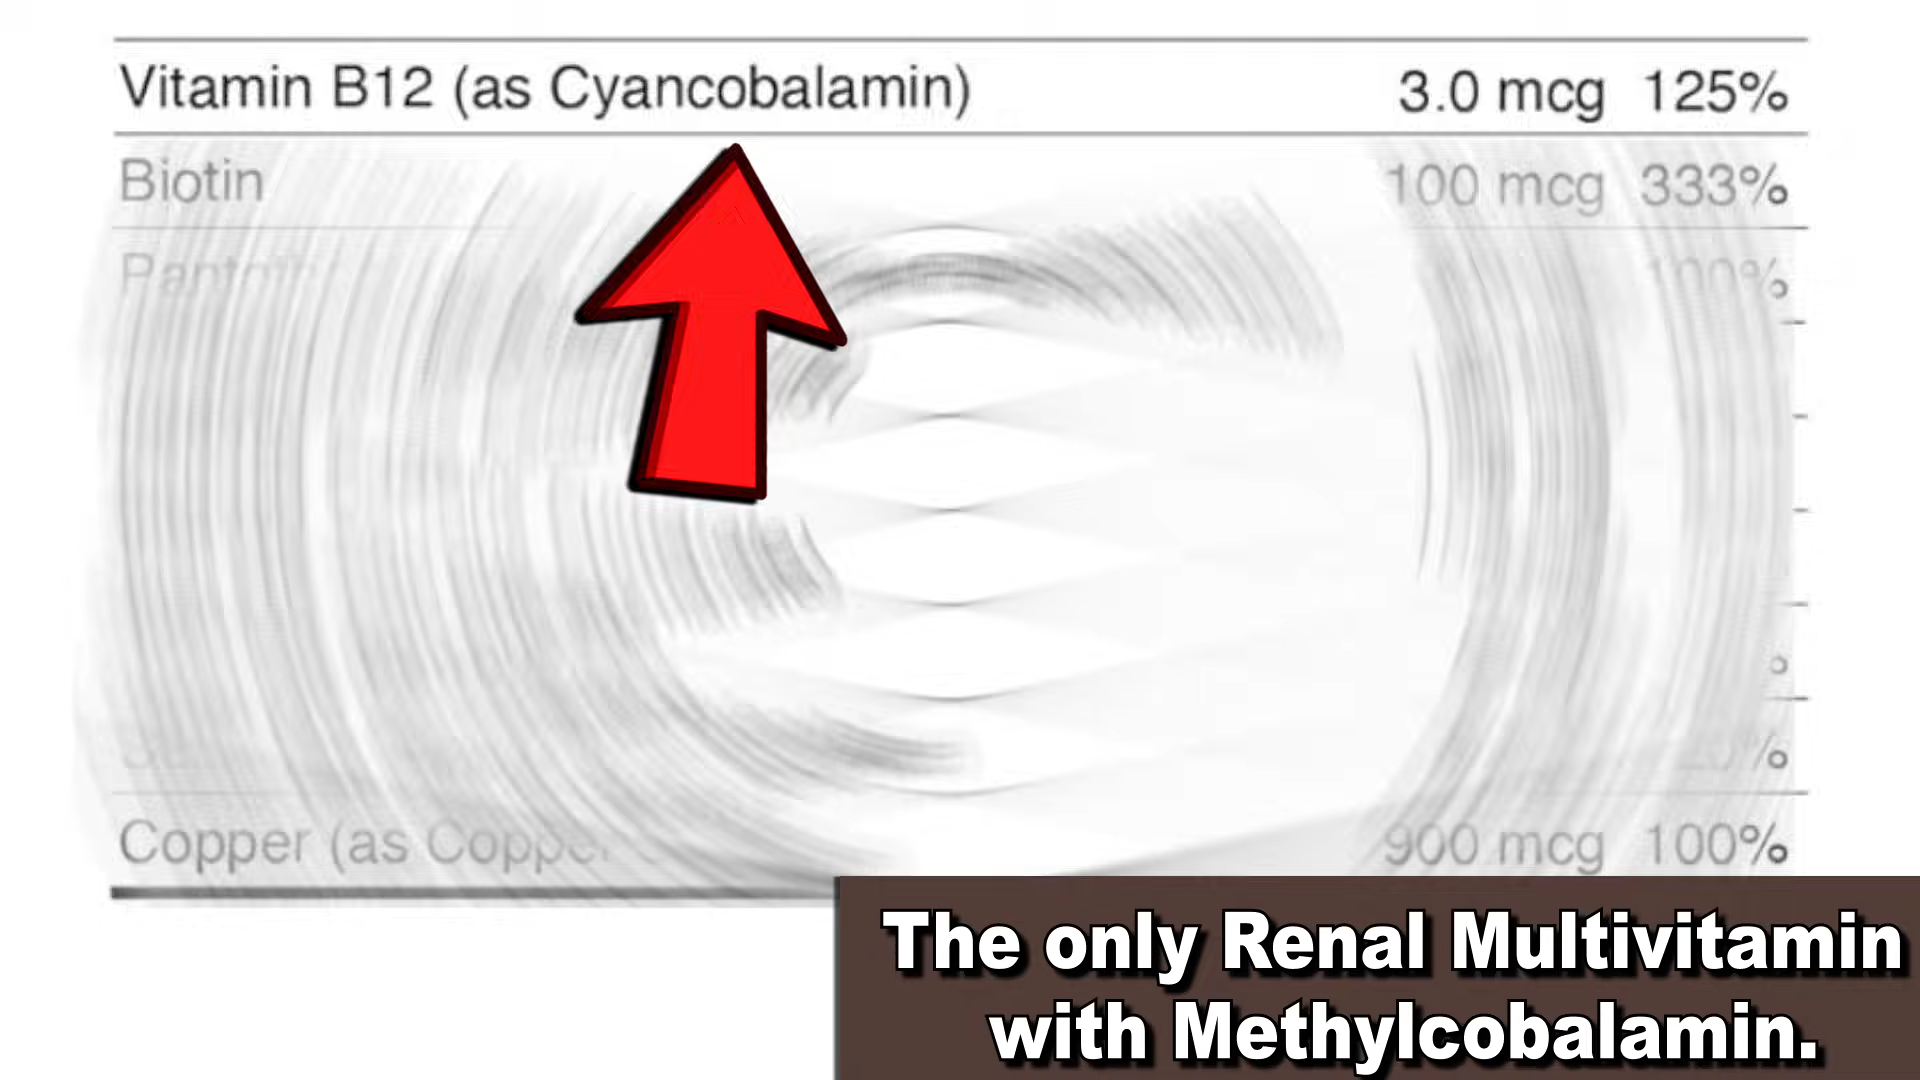 Vitamin B12 (as Cyancobalamin) 3.0 mcg 125%
Biotin 100 mcg 333%
100%
Copper (as Copper 900 mcg 100%
The only Renal Multivitamin
with Methylcobalamin.